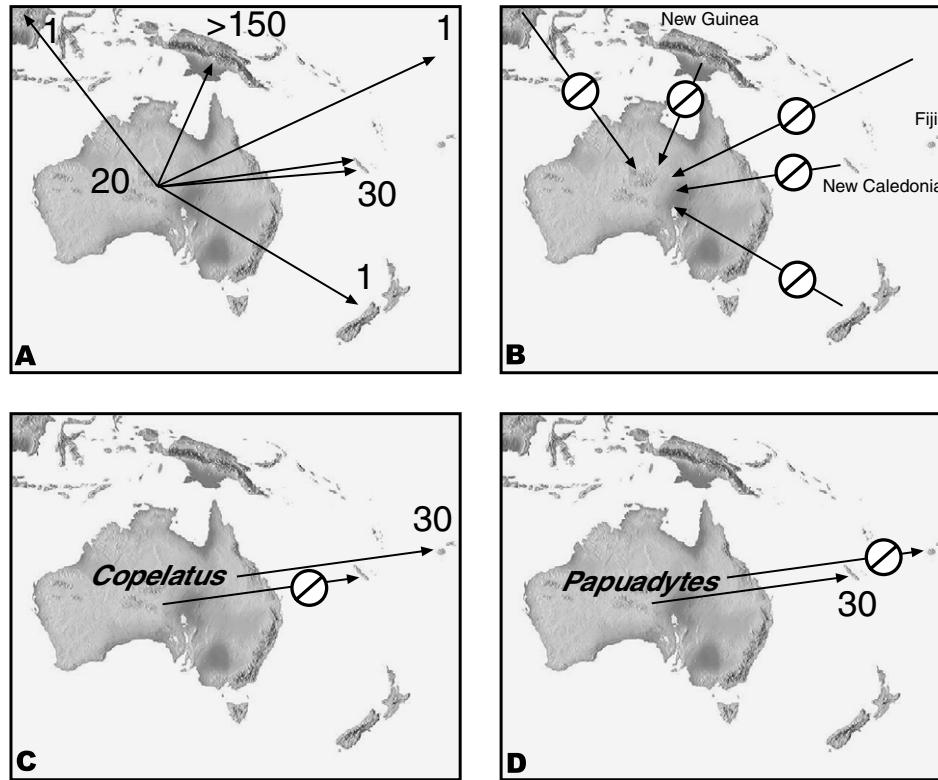 1
>150
1
20
30
1
A
New Guinea
Fiji
New Caledonia
B
30
Copelatus
C
Papuadytes
30
D